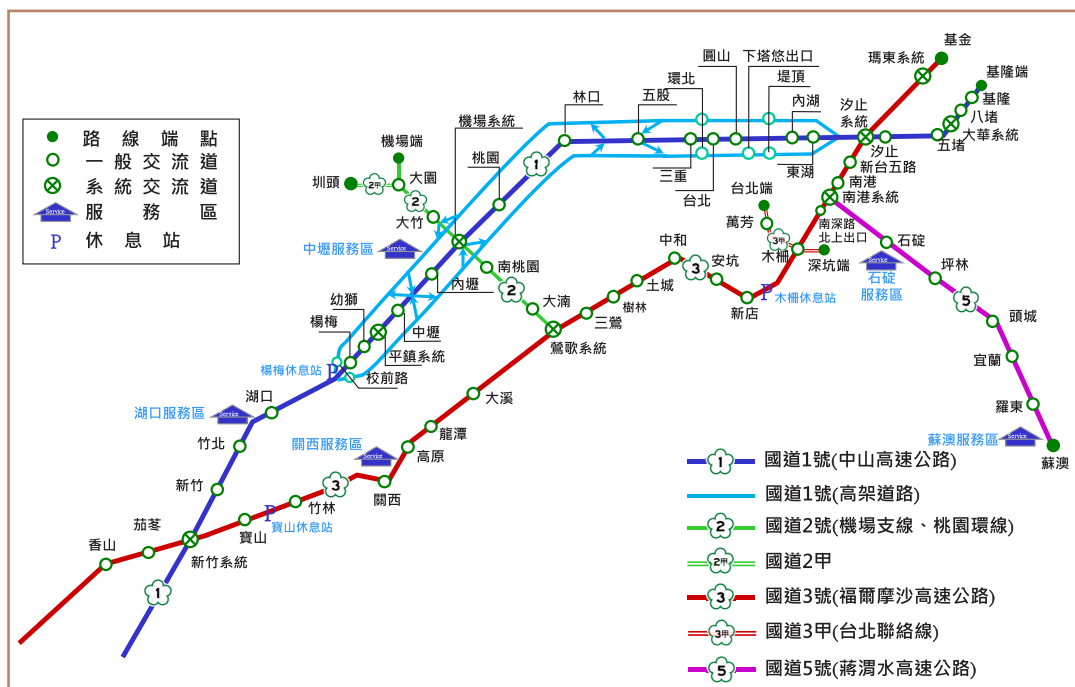 基金
瑪東系統
基隆端
基隆
八堵
大華系統
五堵
汐止
系統
汐止
新台五路
南港
南港系統
南深路
北上出口
圓山
下塔悠出口
環北
堤頂
五股
內湖
林口
三重
台北
東湖
機場系統
桃園
1
機場端
圳頭
2甲
大園
2
大竹
中壢服務區
Service
南桃園
2
大湳
鶯歌系統
內壢
中壢
平鎮系統
校前路
幼獅
楊梅
楊梅休息站
P
湖口
湖口服務區
Service
竹北
新竹
新竹系統
1
香山
茄苳
寶山
P
寶山休息站
竹林
3
關西
關西服務區
Service
高原
龍潭
大溪
三鶯
樹林
土城
中和
3
安坑
新店
P
木柵休息站
台北端
萬芳
3甲
木柵
深坑端
石碇
Service
石碇
服務區
坪林
5
頭城
宜蘭
羅東
蘇澳服務區
Service
蘇澳
路線端點
一般交流道
系統交流道
Service
服務區
P
休息站
1
國道1號(中山高速公路)
國道1號(高架道路)
2
國道2號(機場支線、桃園環線)
2甲
國道2甲
3
國道3號(福爾摩沙高速公路)
3甲
國道3甲(台北聯絡線)
5
國道5號(蔣渭水高速公路)